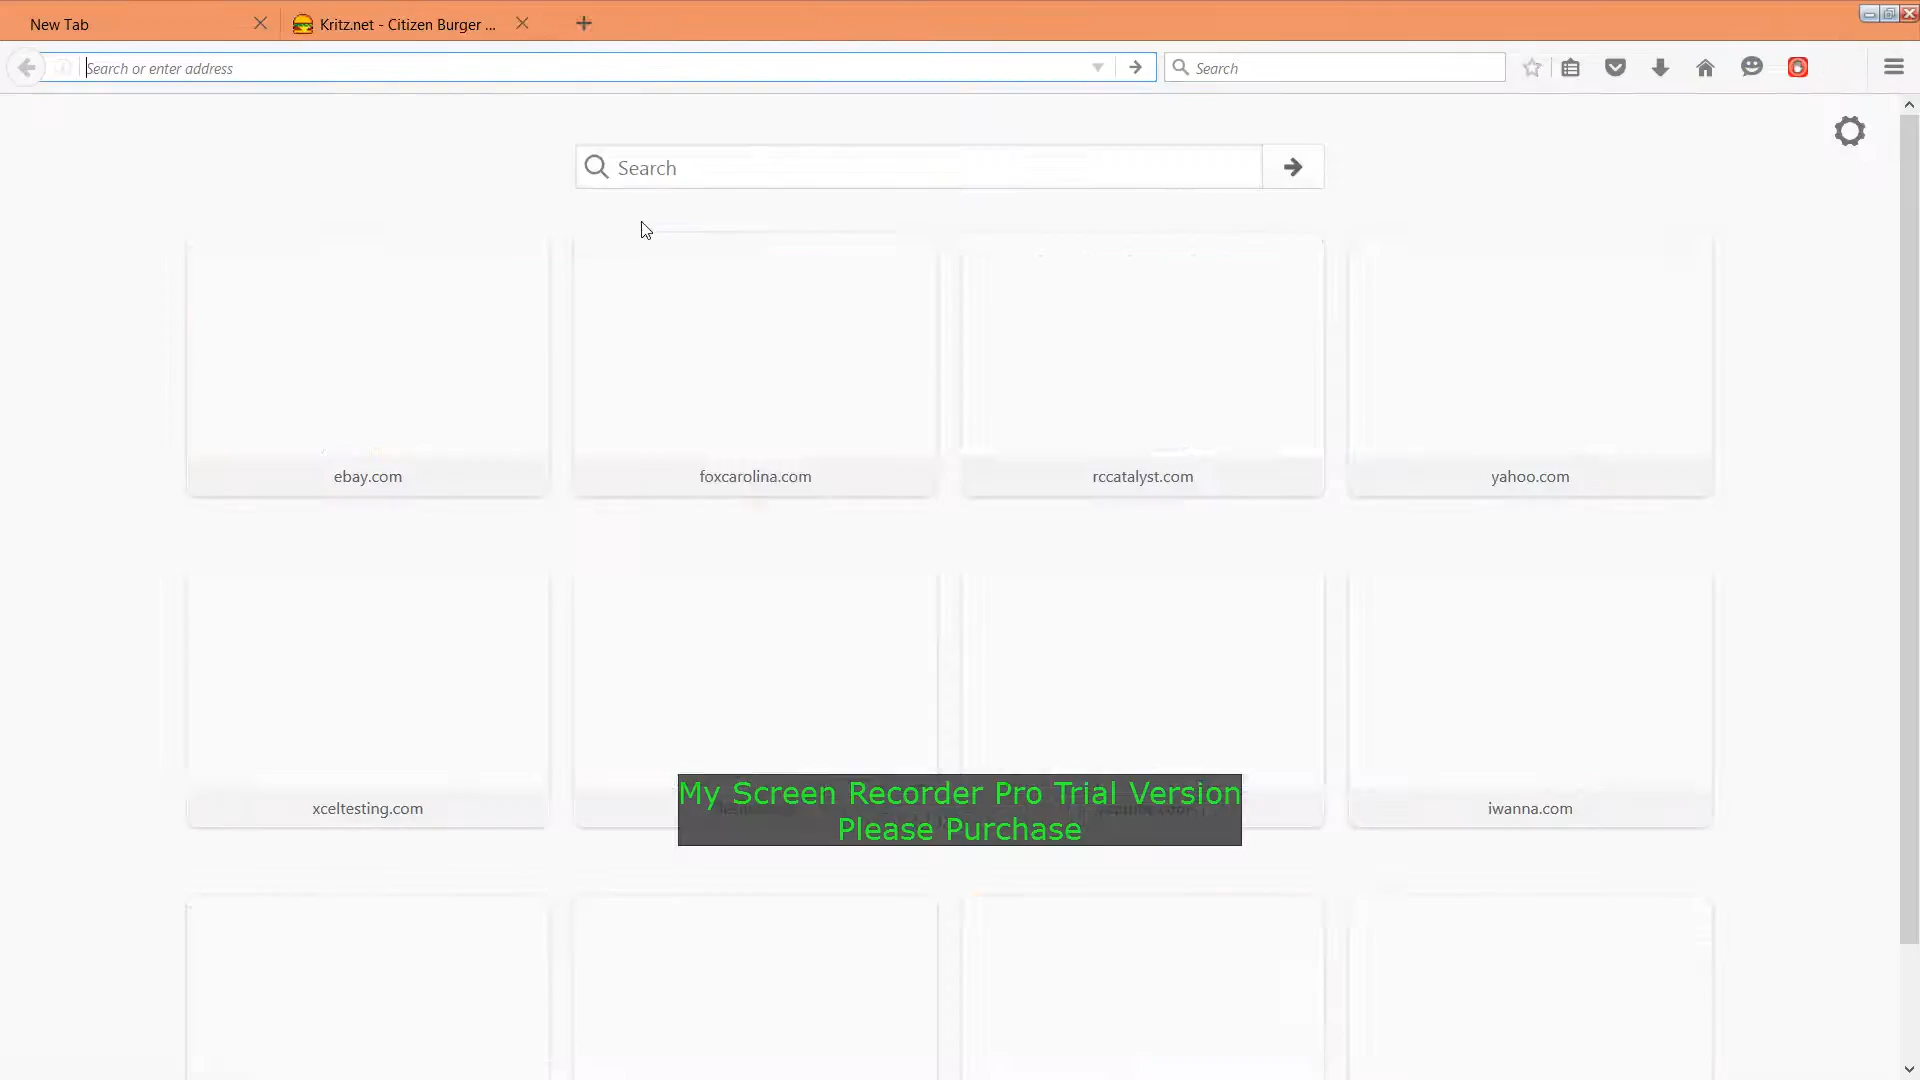 New Tab
Kritz.net - Citizen Burger ...
Search or enter address
Search
Search
ebay.com
foxcarolina.com
rccatalyst.com
yahoo.com
xceltesting.com
iwanna.com
My Screen Recorder Pro Trial Version
Please Purchase